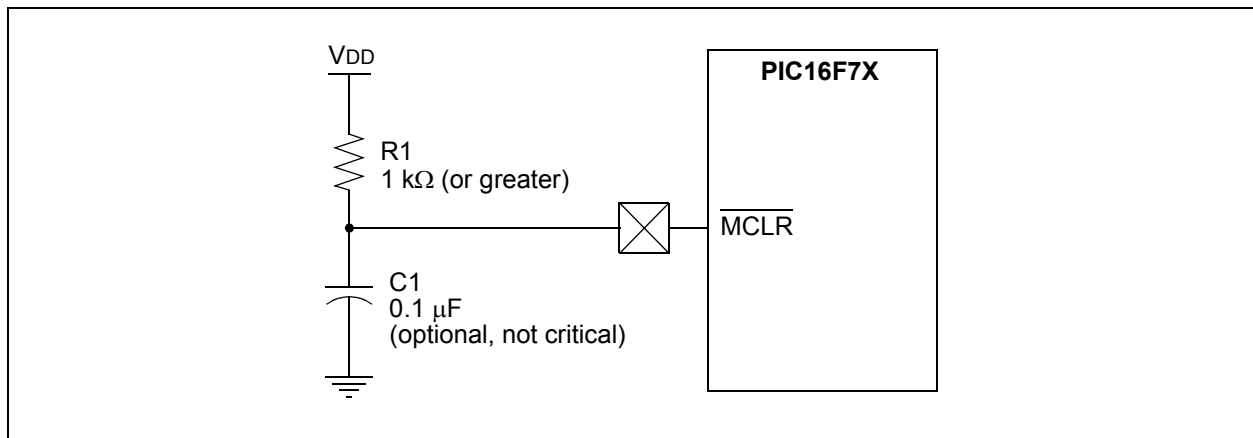 VDD
PIC16F7X
R1
1 kΩ (or greater)
MCLR
C1
0.1 μF
(optional, not critical)